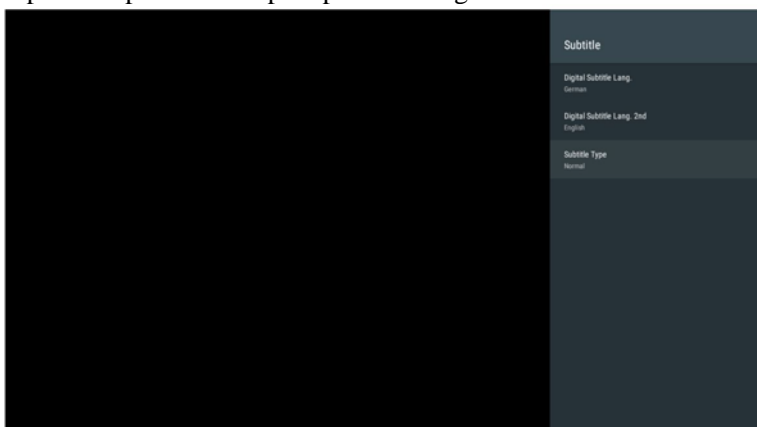 Subtitle
Digital Subtitle Lang.
German
Digital Subtitle Lang. 2nd
English
Subtitle Type
Normal